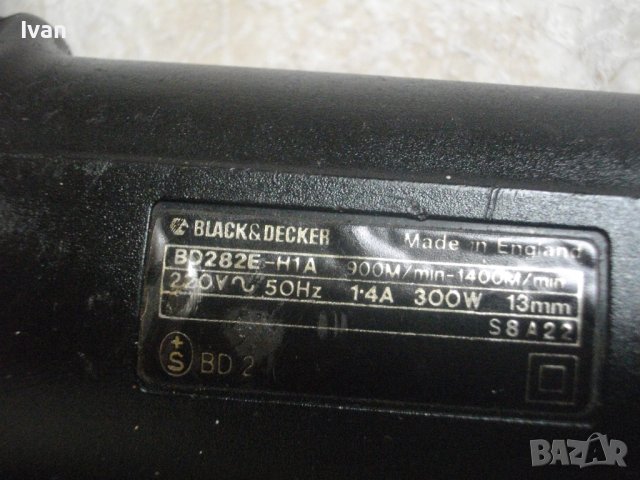 Ivan
BLACK&DECKER Made in England
BD282E-H1A 900M/min-1400M/min
220V~ 50Hz 1·4A 300W 13mm
S8A22
+
S BD 2
BAZAR